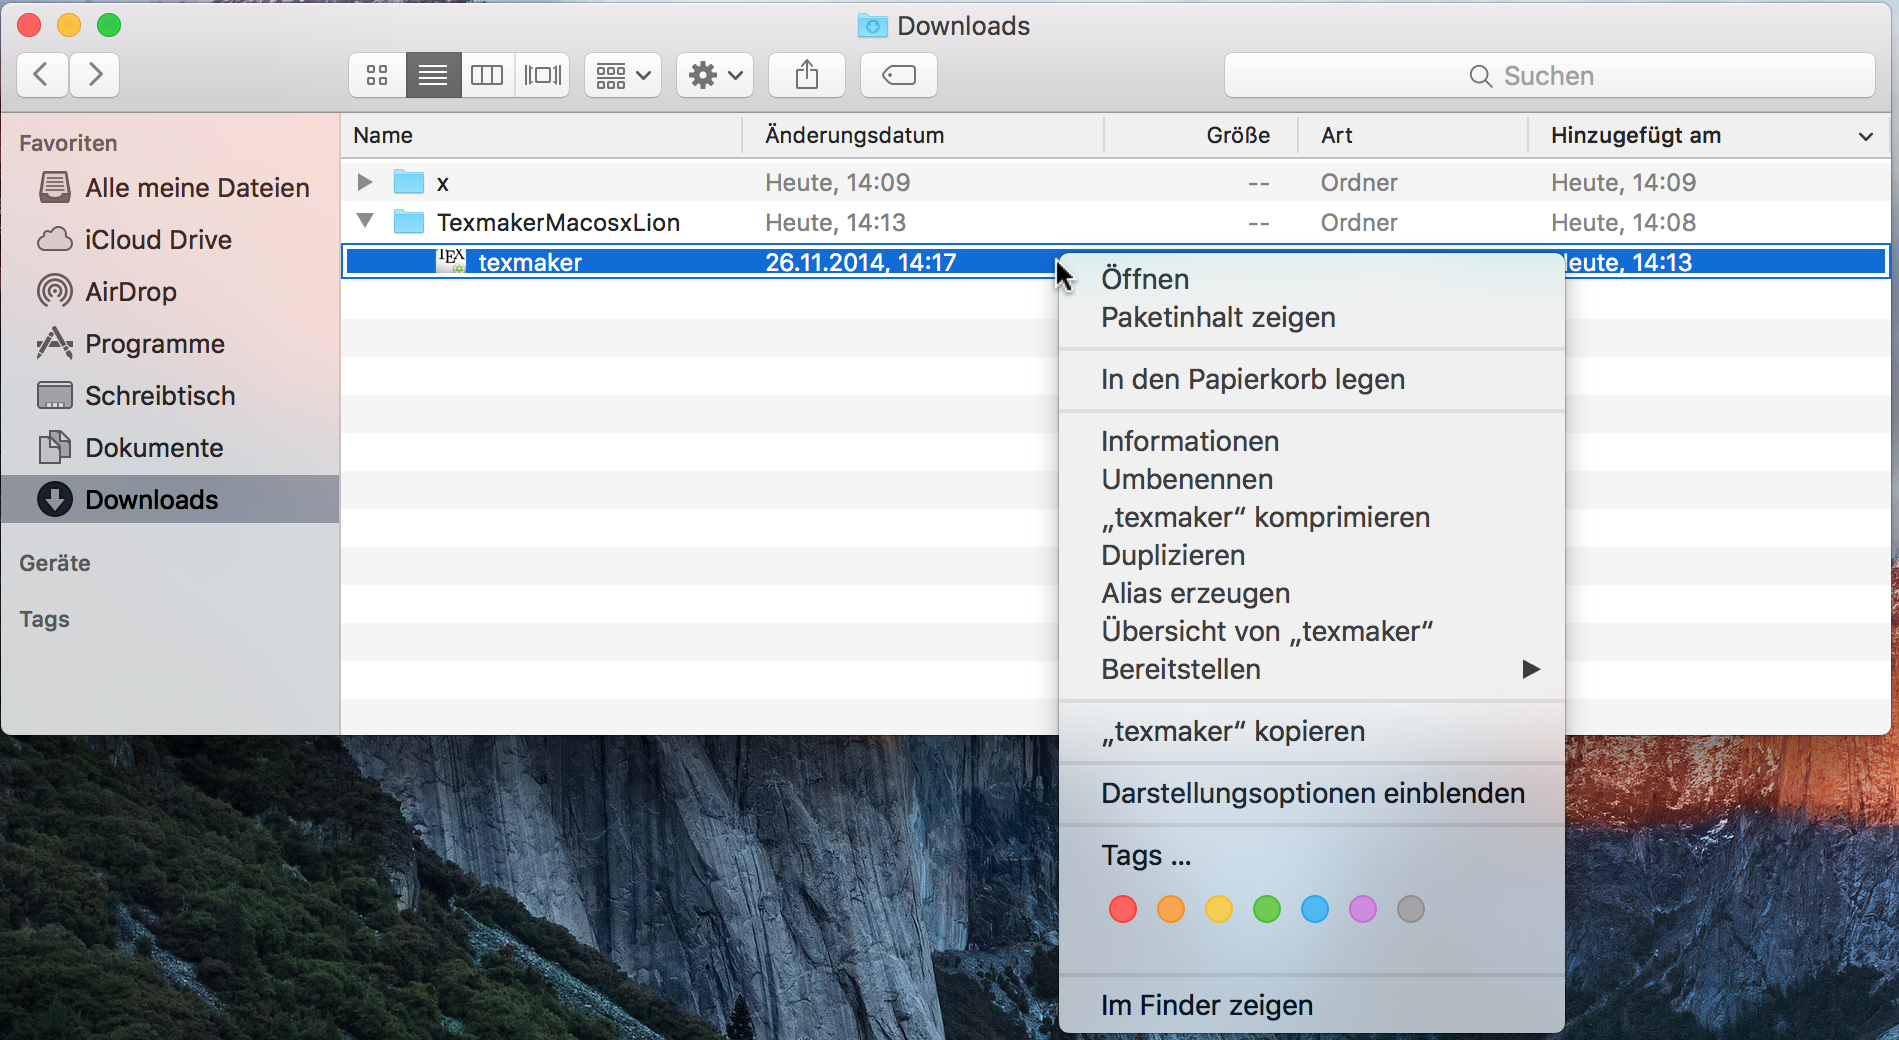 Downloads
Suchen
Favoriten
Alle meine Dateien
iCloud Drive
AirDrop
Programme
Schreibtisch
Dokumente
Downloads
Geräte
Tags
Name Änderungsdatum Größe Art Hinzugefügt am
x Heute, 14:09 -- Ordner Heute, 14:09
TexmakerMacosxLion Heute, 14:13 -- Ordner Heute, 14:08
TEX texmaker 26.11.2014, 14:17 eute, 14:13
Öffnen
Paketinhalt zeigen
In den Papierkorb legen
Informationen
Umbenennen
„texmaker“ komprimieren
Duplizieren
Alias erzeugen
Übersicht von „texmaker“
Bereitstellen
„texmaker“ kopieren
Darstellungsoptionen einblenden
Tags ...
Im Finder zeigen